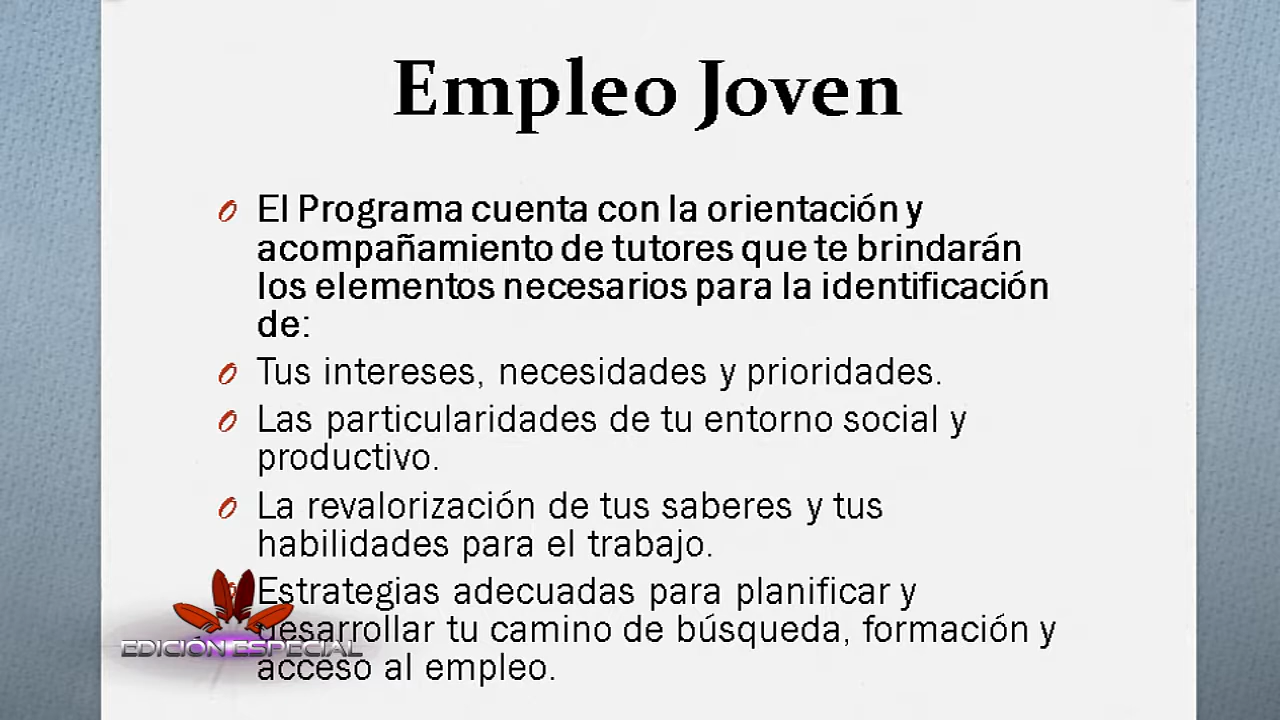 Empleo Joven
El Programa cuenta con la orientación y
acompañamiento de tutores que te brindarán
los elementos necesarios para la identificación
de:
Tus intereses, necesidades y prioridades.
Las particularidades de tu entorno social y
productivo.
La revalorización de tus saberes y tus
habilidades para el trabajo.
Estrategias adecuadas para planificar y
desarrollar tu camino de búsqueda, formación y
EDICIÓN ESPECIAL
acceso al empleo.